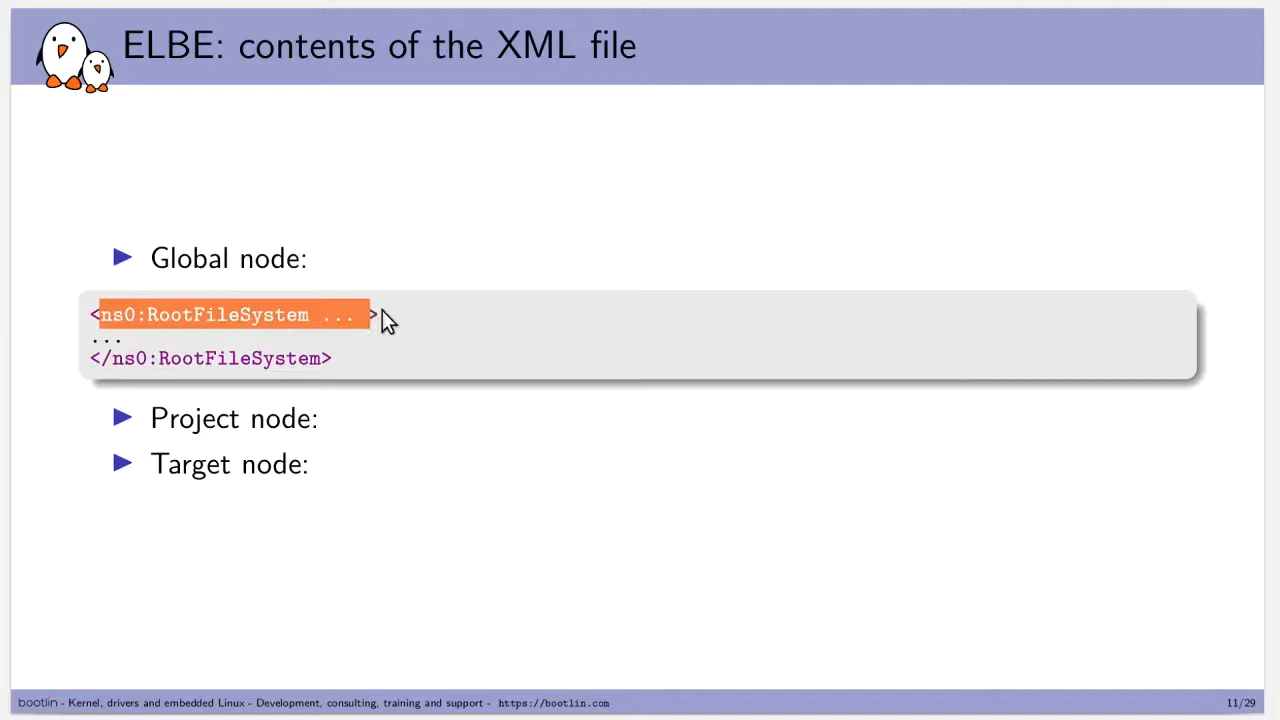 ELBE: contents of the XML file
Global node:
<ns0:RootFileSystem ... >
...
</ns0:RootFileSystem>
Project node:
Target node:
bootlin - Kernel, drivers and embedded Linux - Development, consulting, training and support - https://bootlin.com 11/29